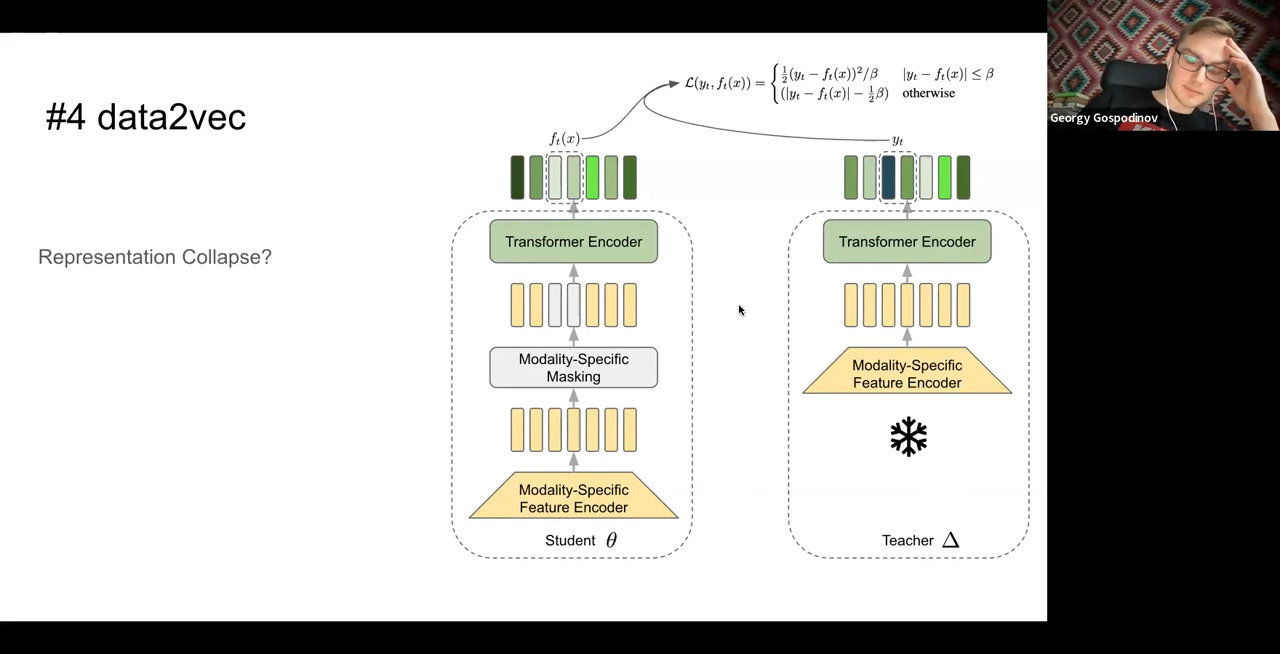 #4 data2vec
Representation Collapse?
L(y_t, f_t(x)) = { ½(y_t − f_t(x))²/β   |y_t − f_t(x)| ≤ β
(|y_t − f_t(x)| − ½β)   otherwise
f_t(x)
y_t
Transformer Encoder
Modality-Specific
Masking
Modality-Specific
Feature Encoder
Student θ
Transformer Encoder
Modality-Specific
Feature Encoder
Teacher Δ
Georgy Gospodinov